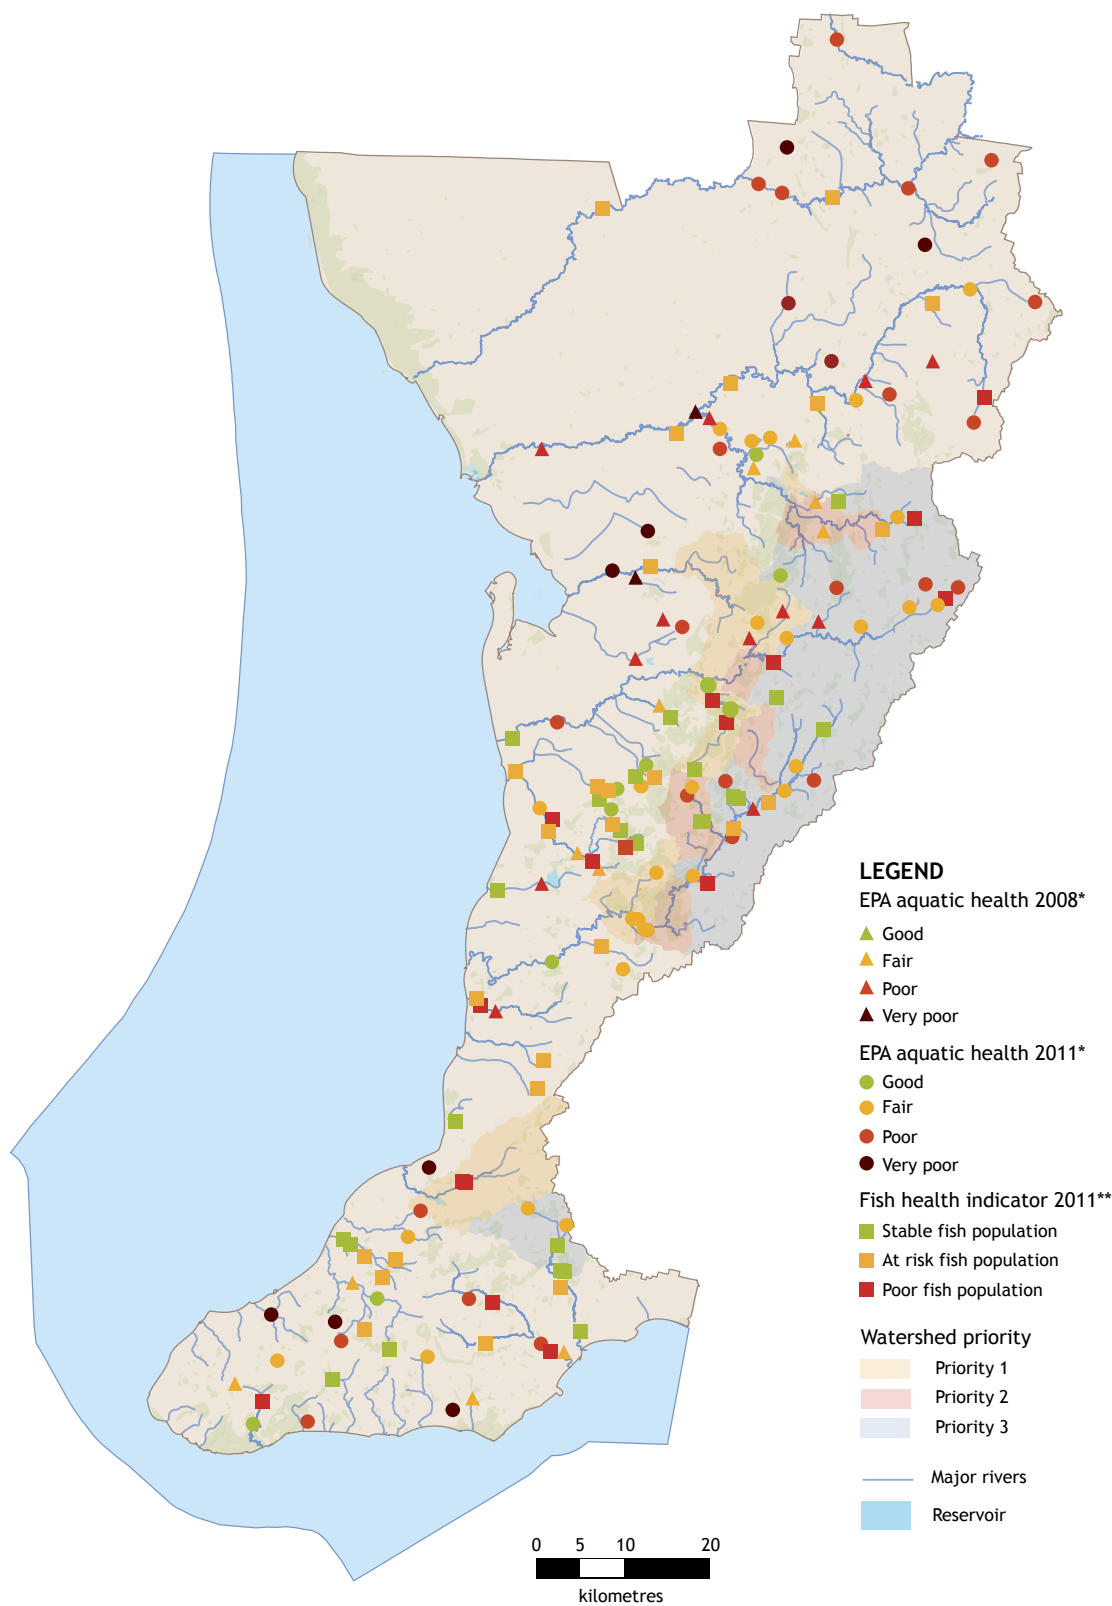 LEGEND
EPA aquatic health 2008*
Good
Fair
Poor
Very poor
EPA aquatic health 2011*
Good
Fair
Poor
Very poor
Fish health indicator 2011**
Stable fish population
At risk fish population
Poor fish population
Watershed priority
Priority 1
Priority 2
Priority 3
Major rivers
Reservoir
0 5 10 20
kilometres